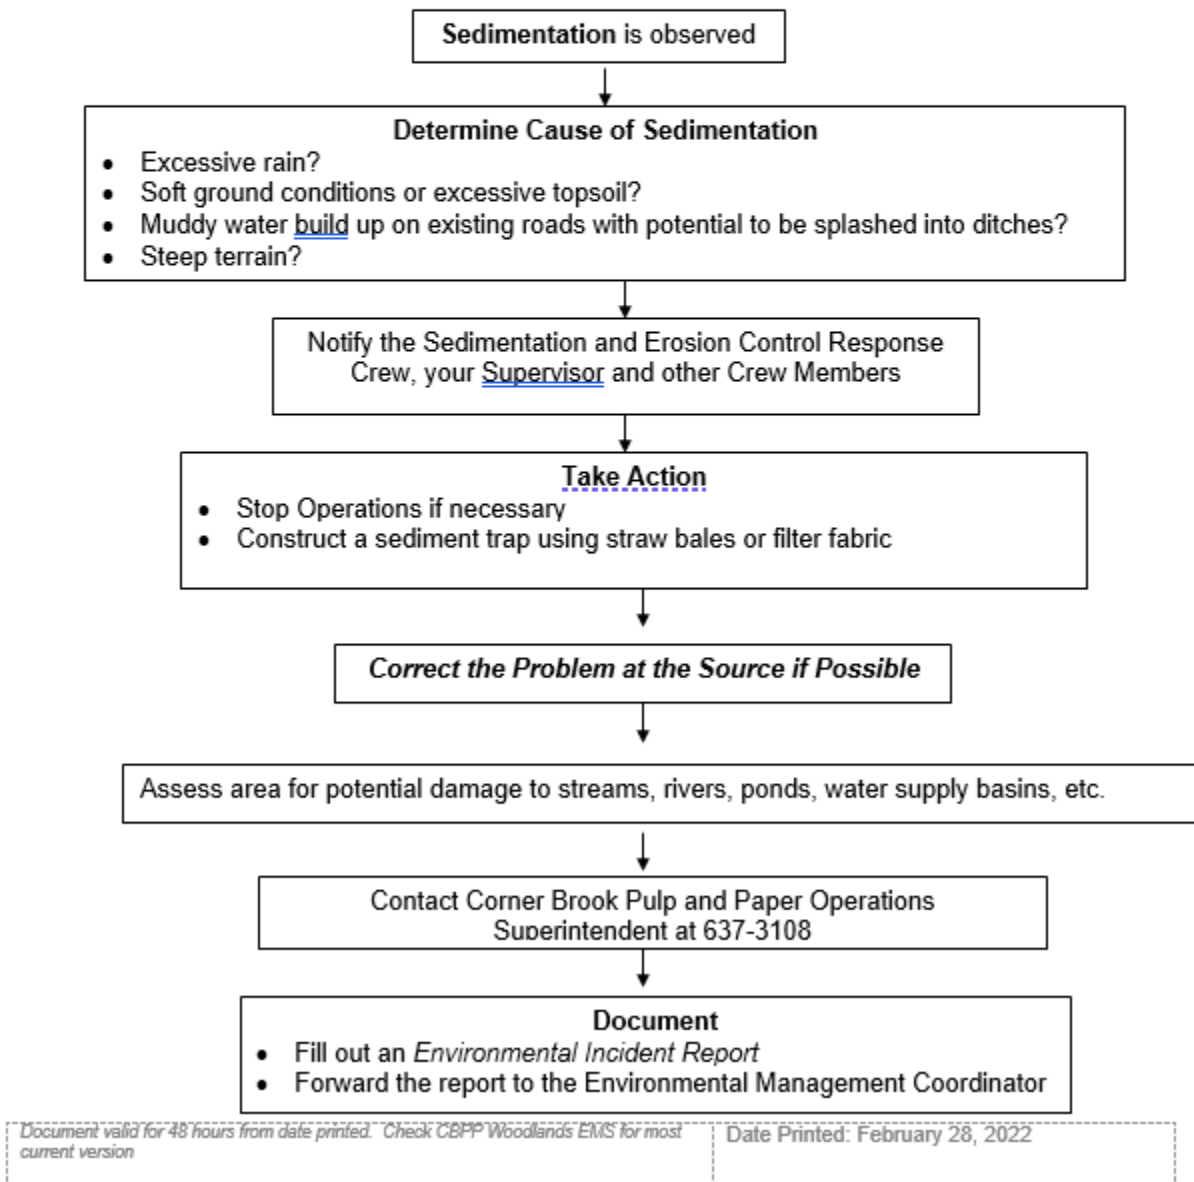 Sedimentation is observed
Determine Cause of Sedimentation
• Excessive rain?
• Soft ground conditions or excessive topsoil?
• Muddy water build up on existing roads with potential to be splashed into ditches?
• Steep terrain?
Notify the Sedimentation and Erosion Control Response
Crew, your Supervisor and other Crew Members
Take Action
• Stop Operations if necessary
• Construct a sediment trap using straw bales or filter fabric
Correct the Problem at the Source if Possible
Assess area for potential damage to streams, rivers, ponds, water supply basins, etc.
Contact Corner Brook Pulp and Paper Operations
Superintendent at 637-3108
Document
• Fill out an Environmental Incident Report
• Forward the report to the Environmental Management Coordinator
Document valid for 48 hours from date printed. Check CBPP Woodlands EMS for most
current version
Date Printed: February 28, 2022